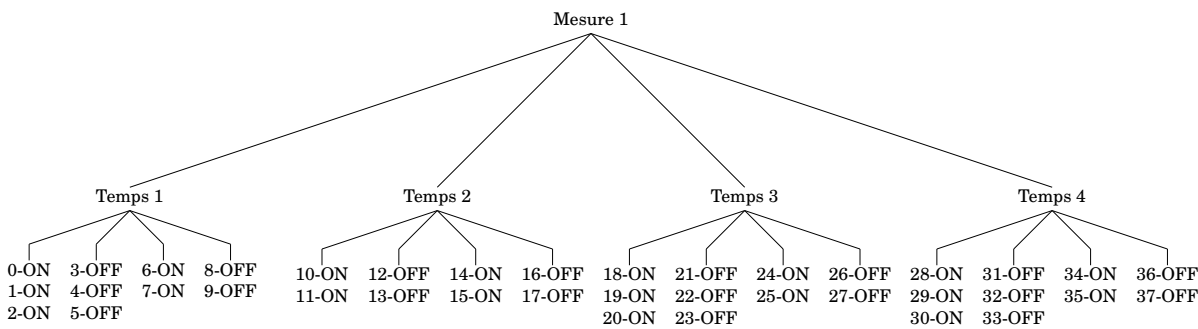 Mesure 1
Temps 1 Temps 2 Temps 3 Temps 4
0-ON 3-OFF 6-ON 8-OFF 10-ON 12-OFF 14-ON 16-OFF 18-ON 21-OFF 24-ON 26-OFF 28-ON 31-OFF 34-ON 36-OFF
1-ON 4-OFF 7-ON 9-OFF 11-ON 13-OFF 15-ON 17-OFF 19-ON 22-OFF 25-ON 27-OFF 29-ON 32-OFF 35-ON 37-OFF
2-ON 5-OFF 20-ON 23-OFF 30-ON 33-OFF